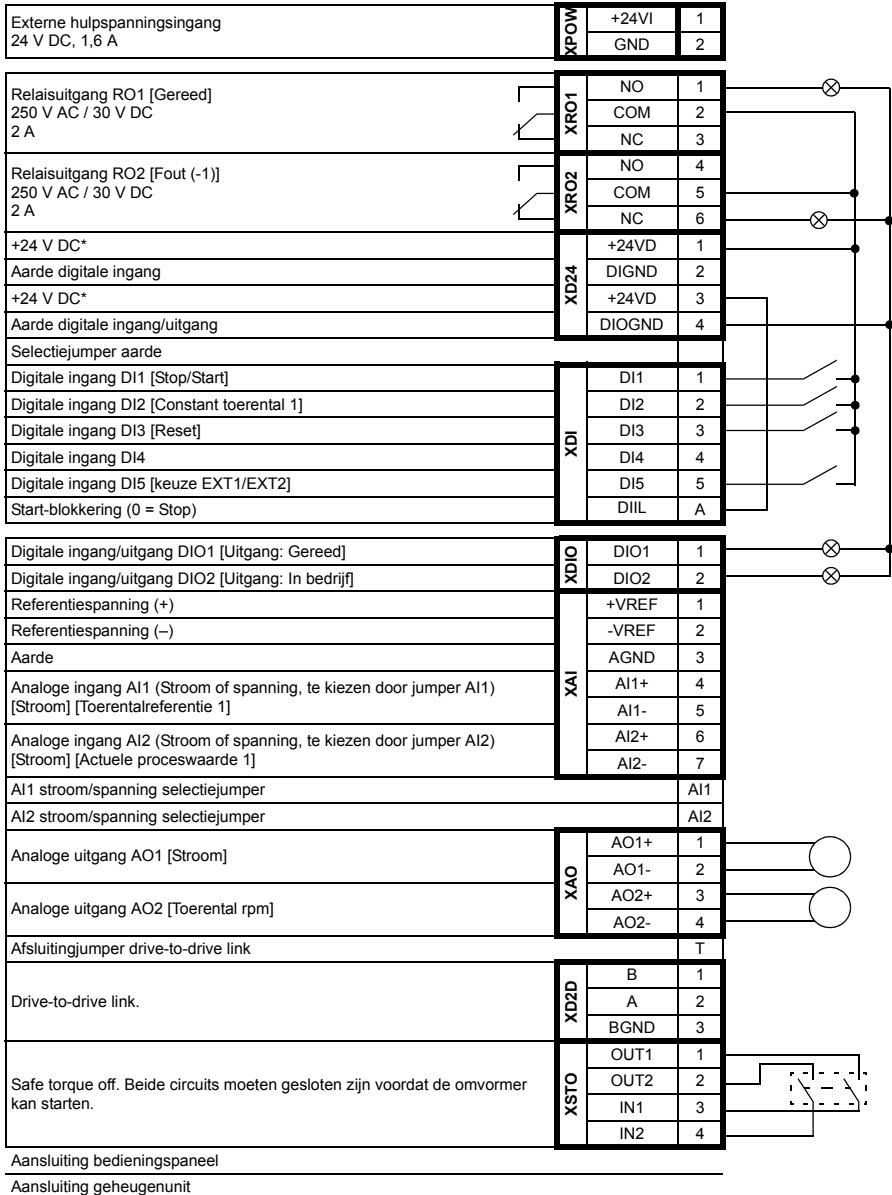 Externe hulpspanningsingang
24 V DC, 1,6 A
XPOW
+24VI 1
GND 2
Relaisuitgang RO1 [Gereed]
250 V AC / 30 V DC
2 A
XRO1
NO 1
COM 2
NC 3
Relaisuitgang RO2 [Fout (-1)]
250 V AC / 30 V DC
2 A
XRO2
NO 4
COM 5
NC 6
XD24
+24 V DC* +24VD 1
Aarde digitale ingang DIGND 2
+24 V DC* +24VD 3
Aarde digitale ingang/uitgang DIOGND 4
Selectiejumper aarde
XDI
Digitale ingang DI1 [Stop/Start] DI1 1
Digitale ingang DI2 [Constant toerental 1] DI2 2
Digitale ingang DI3 [Reset] DI3 3
Digitale ingang DI4 DI4 4
Digitale ingang DI5 [keuze EXT1/EXT2] DI5 5
Start-blokkering (0 = Stop) DIIL A
XDIO
Digitale ingang/uitgang DIO1 [Uitgang: Gereed] DIO1 1
Digitale ingang/uitgang DIO2 [Uitgang: In bedrijf] DIO2 2
XAI
Referentiespanning (+) +VREF 1
Referentiespanning (–) -VREF 2
Aarde AGND 3
Analoge ingang AI1 (Stroom of spanning, te kiezen door jumper AI1)
[Stroom] [Toerentalreferentie 1]
AI1+ 4
AI1- 5
Analoge ingang AI2 (Stroom of spanning, te kiezen door jumper AI2)
[Stroom] [Actuele proceswaarde 1]
AI2+ 6
AI2- 7
AI1 stroom/spanning selectiejumper AI1
AI2 stroom/spanning selectiejumper AI2
XAO
Analoge uitgang AO1 [Stroom]
AO1+ 1
AO1- 2
Analoge uitgang AO2 [Toerental rpm]
AO2+ 3
AO2- 4
Afsluitingjumper drive-to-drive link T
Drive-to-drive link.
XD2D
B 1
A 2
BGND 3
Safe torque off. Beide circuits moeten gesloten zijn voordat de omvormer
kan starten.
XSTO
OUT1 1
OUT2 2
IN1 3
IN2 4
Aansluiting bedieningspaneel
Aansluiting geheugenunit